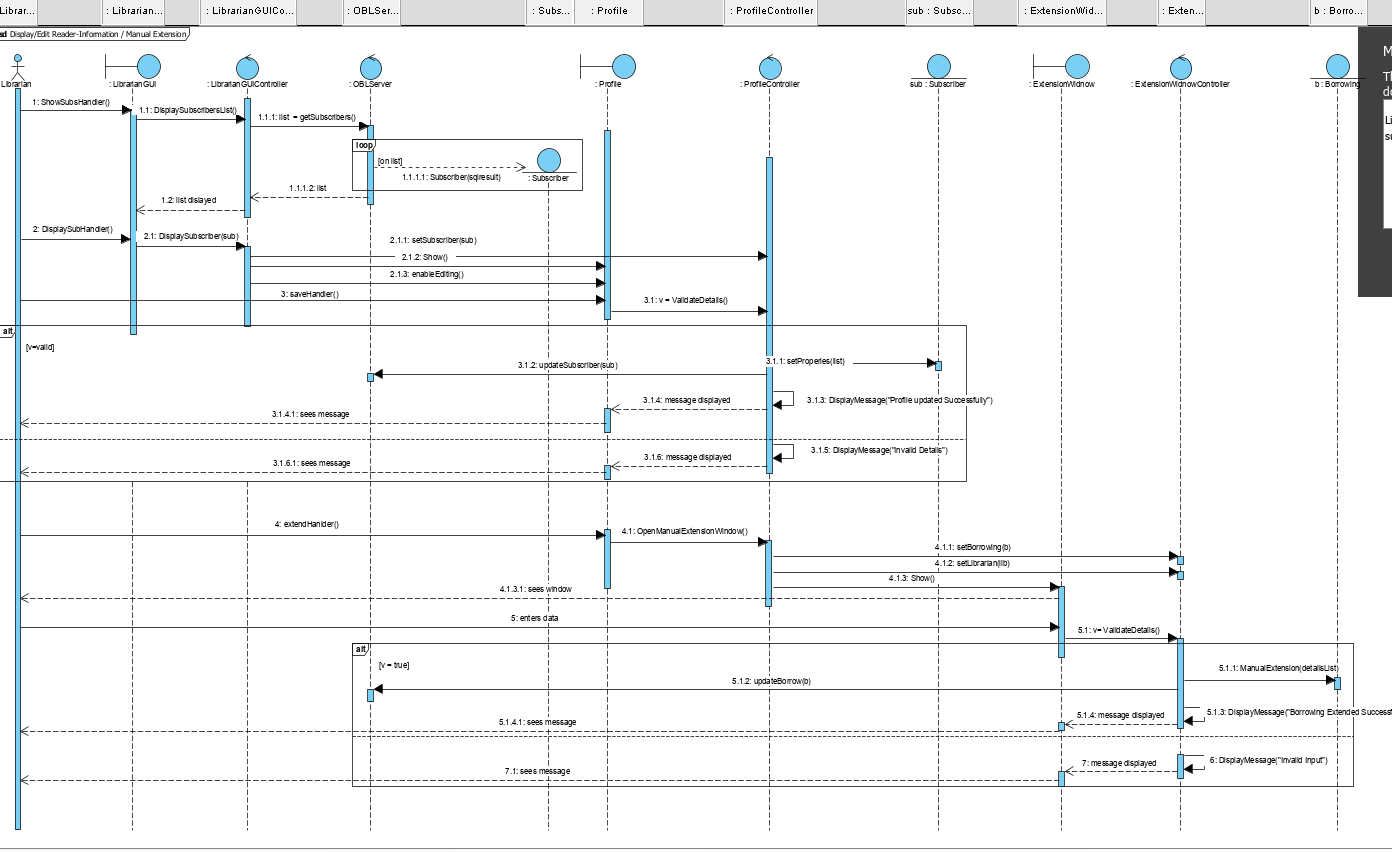 Librar...
: Librarian...
: LibrarianGUICo...
: OBLSer...
: Subs...
: Profile
: ProfileController
sub : Subsc...
: ExtensionWid...
: Exten...
b : Borro...
sd Display/Edit Reader-Information / Manual Extension
Librarian
: LibrarianGUI
: LibrarianGUIController
: OBLServer
: Profile
: ProfileController
sub : Subscriber
: ExtensionWidnow
: ExtensionWidnowController
b : Borrowing
1: ShowSubsHandler()
1.1: DisplaySubscribersList()
1.1.1: list = getSubscribers()
loop
[on list]
1.1.1.1: Subscriber(sqlresult)
: Subscriber
1.1.1.2: list
1.2: list dislayed
2: DisplaySubHandler()
2.1: DisplaySubscriber(sub)
2.1.1: setSubscriber(sub)
2.1.2: Show()
2.1.3: enableEditing()
3: saveHandler()
3.1: v = ValidateDetails()
alt
[v=valid]
3.1.1: setProperies(list)
3.1.2: updateSubscriber(sub)
3.1.3: DisplayMessage("Profile updated Successfully")
3.1.4: message displayed
3.1.4.1: sees message
3.1.5: DisplayMessage("Invalid Details")
3.1.6: message displayed
3.1.6.1: sees message
4: extendHanlder()
4.1: OpenManualExtensionWindow()
4.1.1: setBorrowing(b)
4.1.2: setLibrarian(lib)
4.1.3: Show()
4.1.3.1: sees window
5: enters data
5.1: v= ValidateDetails()
alt
[v = true]
5.1.1: ManualExtension(detailsList)
5.1.2: updateBorrow(b)
5.1.3: DisplayMessage("Borrowing Extended Successf
5.1.4: message displayed
5.1.4.1: sees message
6: DisplayMessage("Invalid Input")
7: message displayed
7.1: sees message
M
Th
do
Li
su